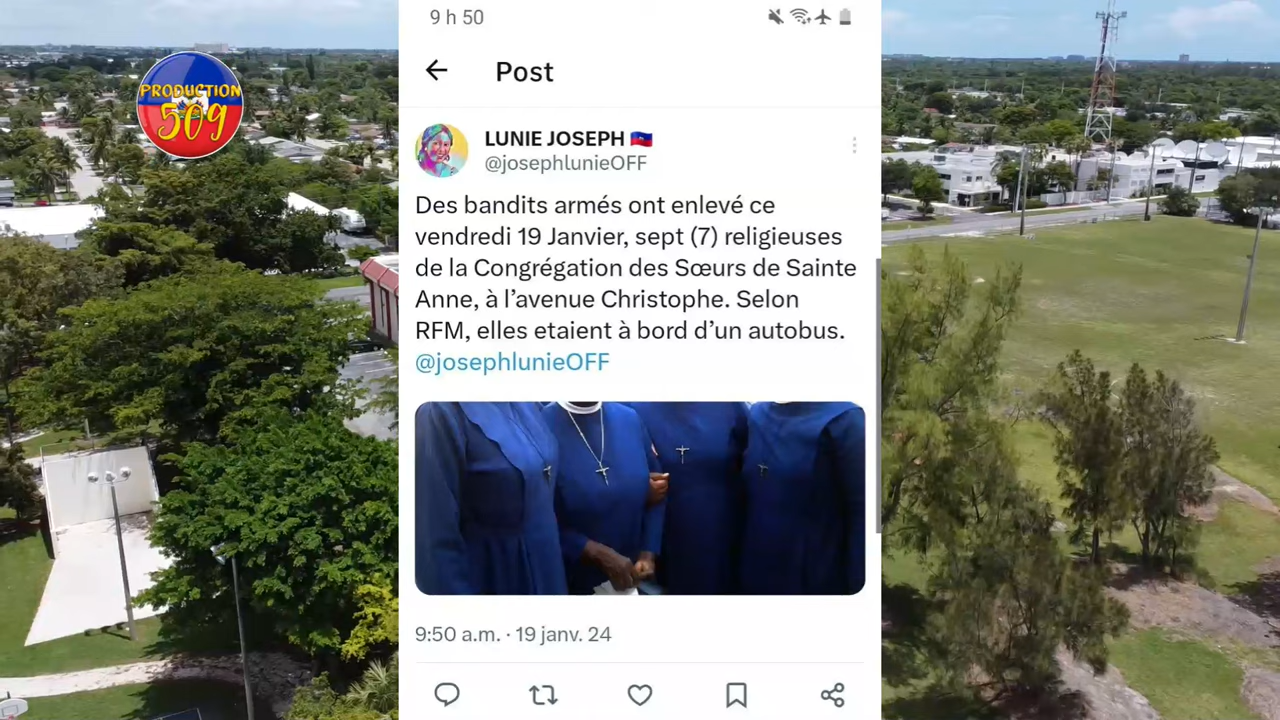 PRODUCTION
509
9 h 50
Post
LUNIE JOSEPH 🇭🇹
@josephlunieOFF
Des bandits armés ont enlevé ce
vendredi 19 Janvier, sept (7) religieuses
de la Congrégation des Sœurs de Sainte
Anne, à l’avenue Christophe. Selon
RFM, elles etaient à bord d’un autobus.
@josephlunieOFF
9:50 a.m. · 19 janv. 24